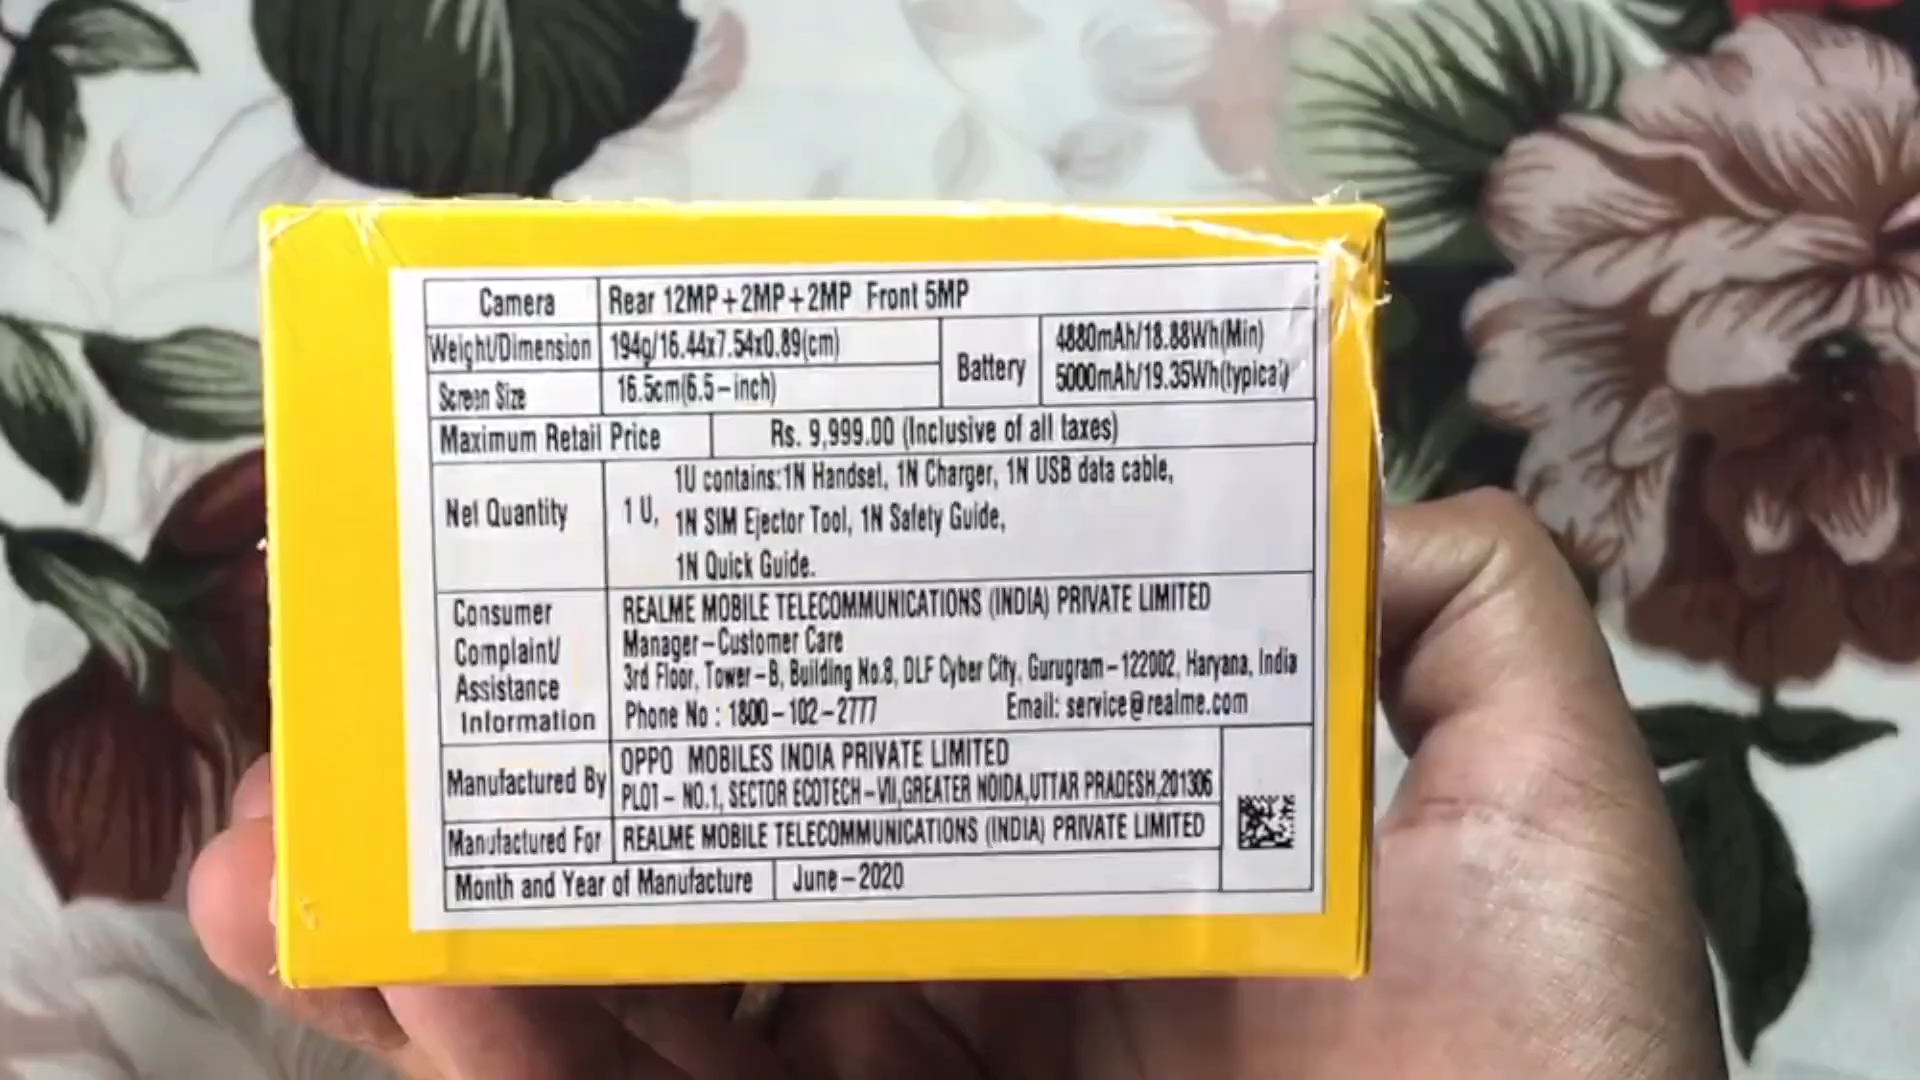 Camera Rear 12MP+2MP+2MP Front 5MP
Weight/Dimension 194g/16.44x7.54x0.89(cm)
Screen Size 16.5cm(6.5-inch)
Battery 4880mAh/18.88Wh(Min)
5000mAh/19.35Wh(typical)
Maximum Retail Price Rs. 9,999.00 (Inclusive of all taxes)
Net Quantity 1 U, 1U contains:1N Handset, 1N Charger, 1N USB data cable,
1N SIM Ejector Tool, 1N Safety Guide,
1N Quick Guide.
Consumer Complaint/ Assistance Information
REALME MOBILE TELECOMMUNICATIONS (INDIA) PRIVATE LIMITED
Manager-Customer Care
3rd Floor, Tower-B, Building No.8, DLF Cyber City, Gurugram-122002, Haryana, India
Phone No : 1800-102-2777 Email: service@realme.com
Manufactured By OPPO MOBILES INDIA PRIVATE LIMITED
PLOT- NO.1, SECTOR ECOTECH-VII,GREATER NOIDA,UTTAR PRADESH,201306
Manufactured For REALME MOBILE TELECOMMUNICATIONS (INDIA) PRIVATE LIMITED
Month and Year of Manufacture June-2020